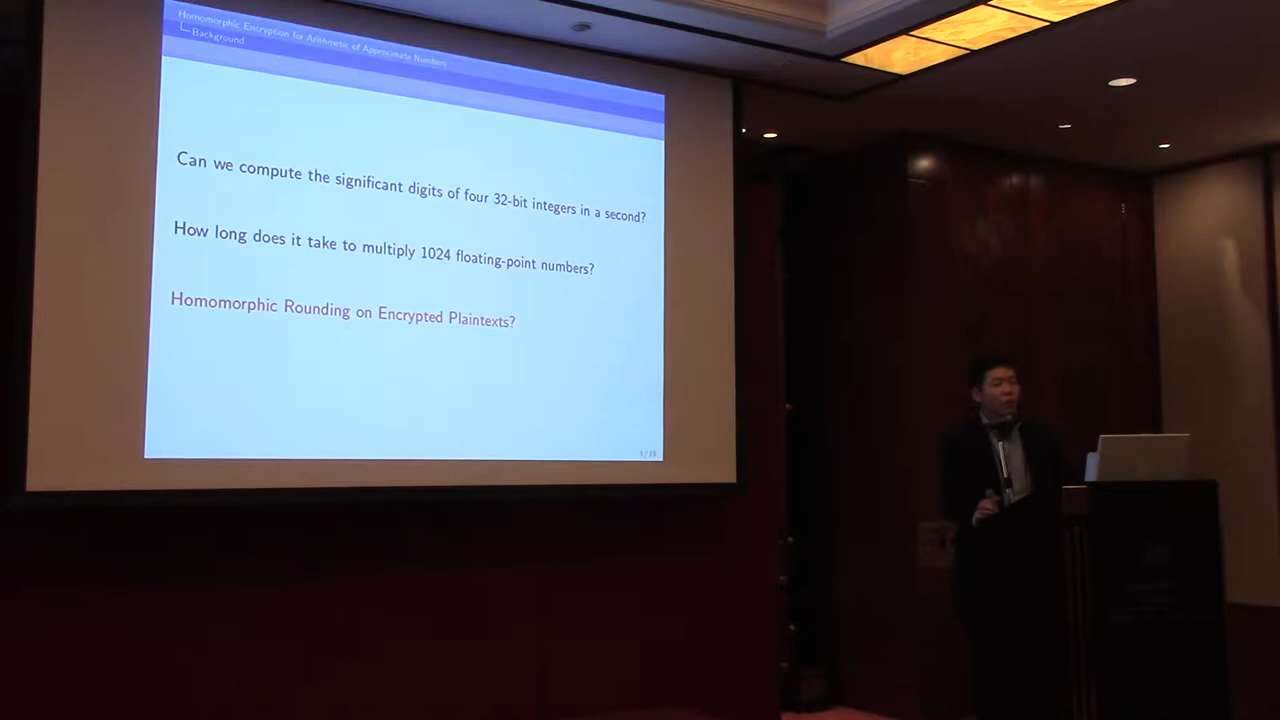 Homomorphic Encryption for Arithmetic of Approximate Numbers
Background
Can we compute the significant digits of four 32-bit integers in a second?
How long does it take to multiply 1024 floating-point numbers?
Homomorphic Rounding on Encrypted Plaintexts?